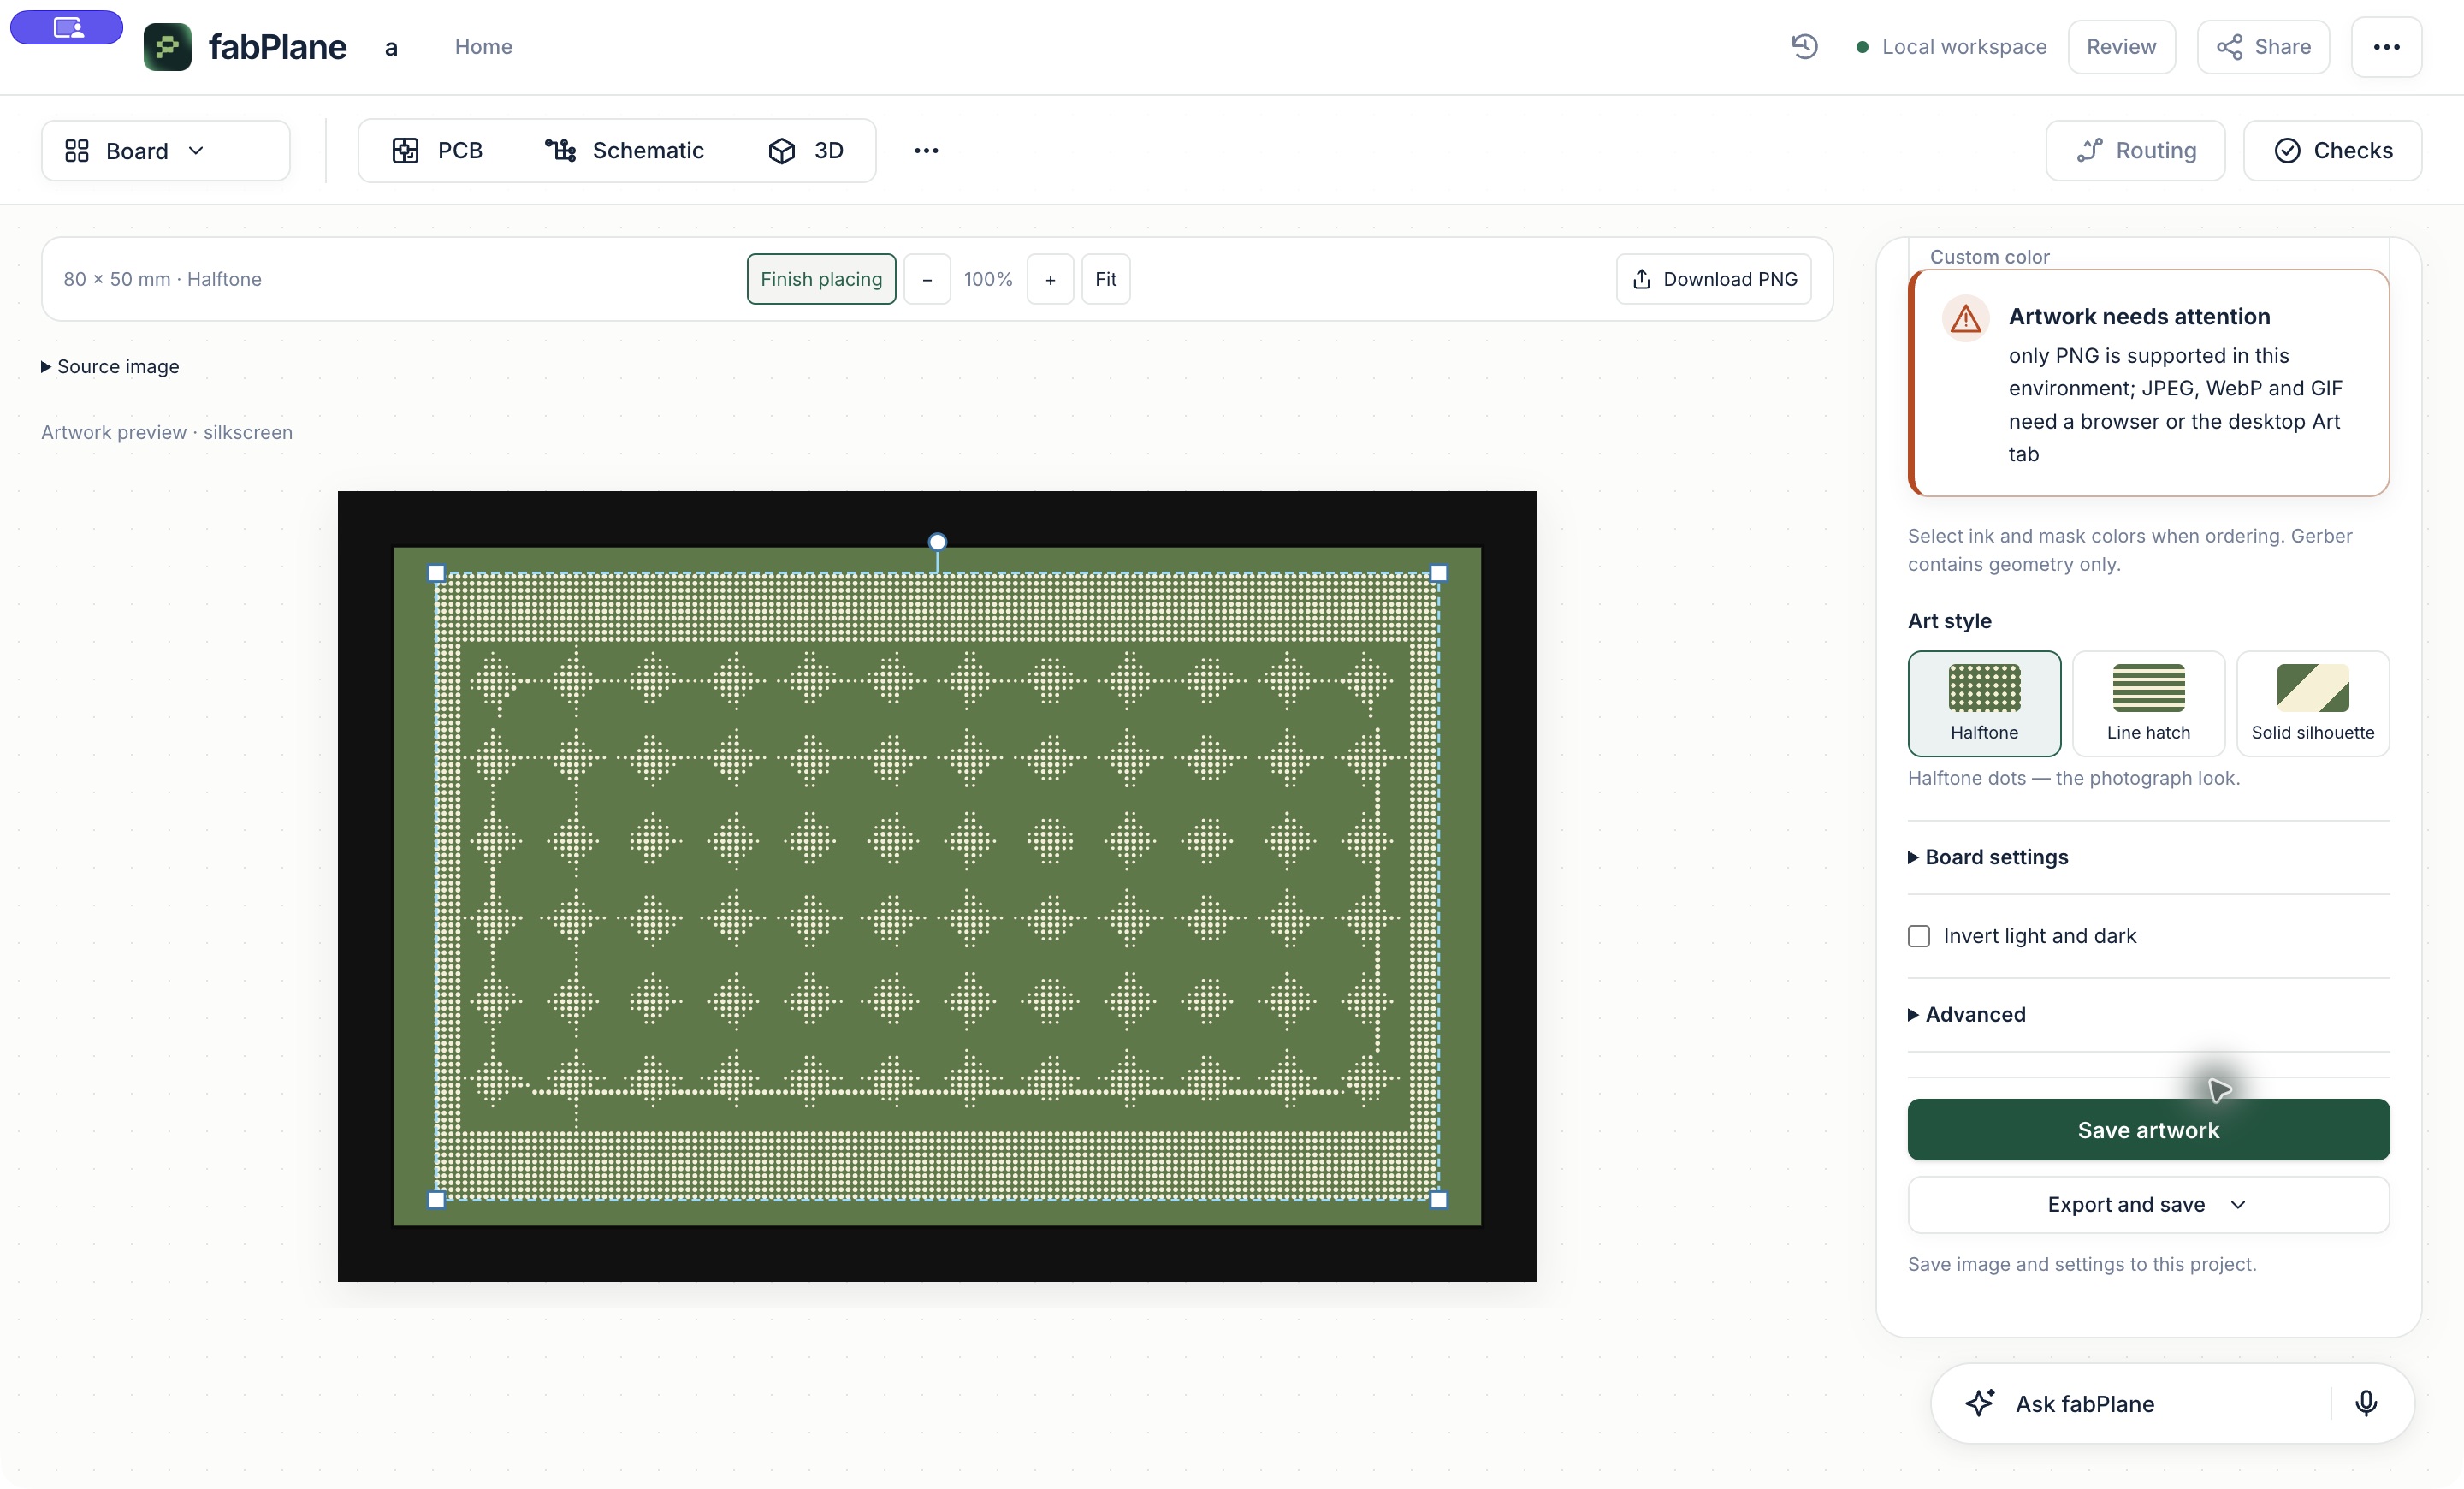 fabPlane a Home Local workspace Review Share
Board PCB Schematic 3D Routing Checks
80 × 50 mm · Halftone Finish placing − 100% + Fit Download PNG
Source image
Artwork preview · silkscreen
Custom color
Artwork needs attention
only PNG is supported in this
environment; JPEG, WebP and GIF
need a browser or the desktop Art
tab
Select ink and mask colors when ordering. Gerber
contains geometry only.
Art style
Halftone Line hatch Solid silhouette
Halftone dots — the photograph look.
Board settings
Invert light and dark
Advanced
Save artwork
Export and save
Save image and settings to this project.
Ask fabPlane